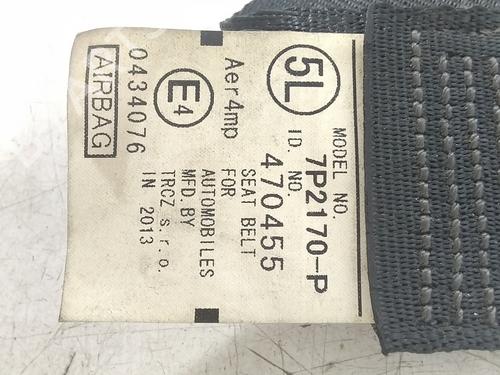 5L
MODEL NO.
7P2170-P
ID. NO.
470455
SEAT BELT
FOR
AUTOMOBILES
MFD. BY
TRCZ s.r.o.
IN 2013
Aer4mp
E4
0434076
AIRBAG